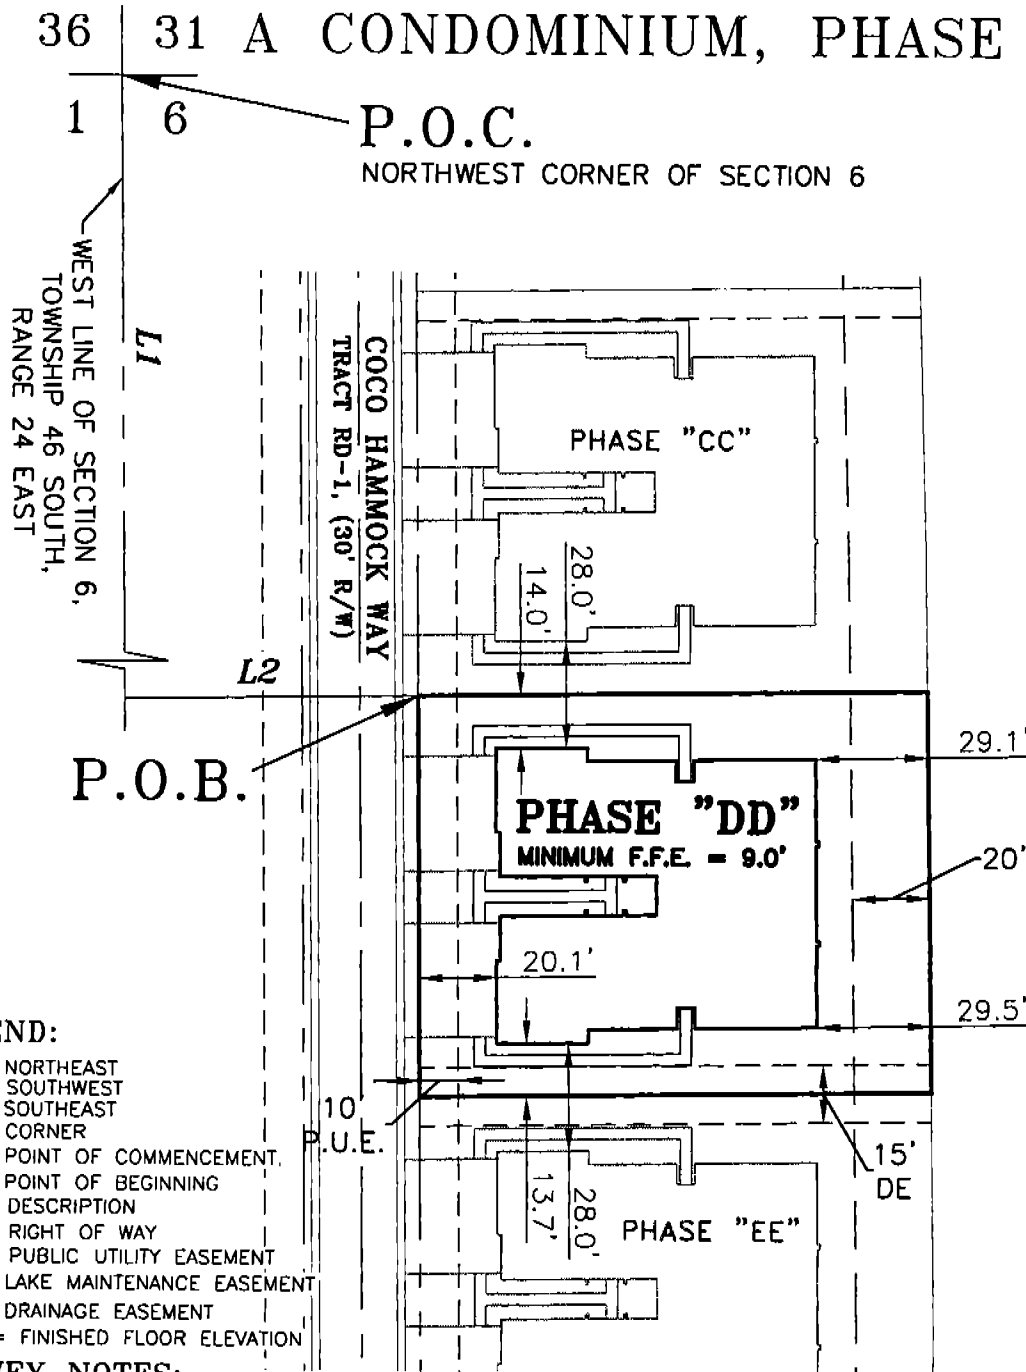 36 31 A CONDOMINIUM, PHASE
1 6
P.O.C.
NORTHWEST CORNER OF SECTION 6
WEST LINE OF SECTION 6,
TOWNSHIP 46 SOUTH,
RANGE 24 EAST
L1
COCO HAMMOCK WAY
TRACT RD-1, (30' R/W)
PHASE "CC"
28.0'
14.0'
L2
P.O.B.
29.1'
PHASE "DD"
MINIMUM F.F.E. = 9.0'
20'
20.1'
29.5'
10
P.U.E.
15'
DE
13.7'
28.0'
PHASE "EE"
END:
NORTHEAST
SOUTHWEST
SOUTHEAST
CORNER
POINT OF COMMENCEMENT
POINT OF BEGINNING
DESCRIPTION
RIGHT OF WAY
PUBLIC UTILITY EASEMENT
LAKE MAINTENANCE EASEMENT
DRAINAGE EASEMENT
= FINISHED FLOOR ELEVATION
VEY NOTES: